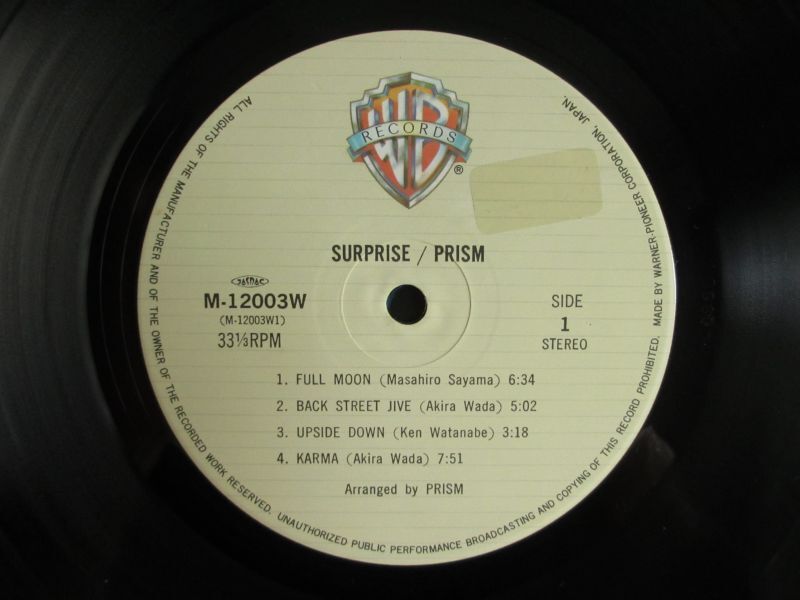 WB
RECORDS
®
SURPRISE / PRISM
JASRAC
M-12003W
(M-12003W1)
33⅓RPM
SIDE
1
STEREO
1. FULL MOON (Masahiro Sayama) 6:34
2. BACK STREET JIVE (Akira Wada) 5:02
3. UPSIDE DOWN (Ken Watanabe) 3:18
4. KARMA (Akira Wada) 7:51
Arranged by PRISM
ALL RIGHTS OF THE MANUFACTURER AND OF THE OWNER OF THE RECORDED WORK RESERVED. UNAUTHORIZED PUBLIC PERFORMANCE BROADCASTING AND COPYING OF THIS RECORD PROHIBITED. MADE BY WARNER-PIONEER CORPORATION, JAPAN.